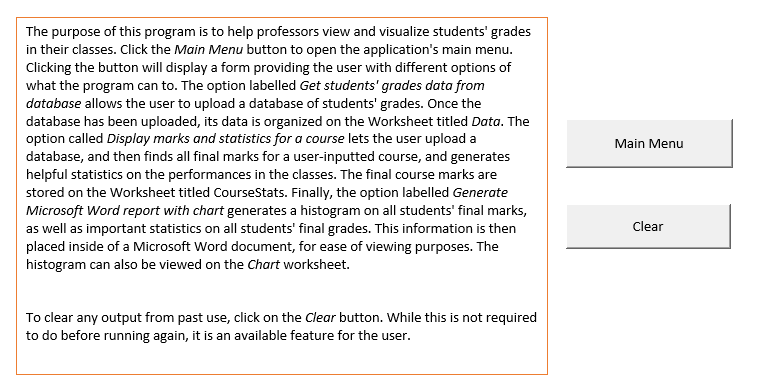 The purpose of this program is to help professors view and visualize students' grades
in their classes. Click the Main Menu button to open the application's main menu.
Clicking the button will display a form providing the user with different options of
what the program can to. The option labelled Get students' grades data from
database allows the user to upload a database of students' grades. Once the
database has been uploaded, its data is organized on the Worksheet titled Data. The
option called Display marks and statistics for a course lets the user upload a
database, and then finds all final marks for a user-inputted course, and generates
helpful statistics on the performances in the classes. The final course marks are
stored on the Worksheet titled CourseStats. Finally, the option labelled Generate
Microsoft Word report with chart generates a histogram on all students' final marks,
as well as important statistics on all students' final grades. This information is then
placed inside of a Microsoft Word document, for ease of viewing purposes. The
histogram can also be viewed on the Chart worksheet.
To clear any output from past use, click on the Clear button. While this is not required
to do before running again, it is an available feature for the user.
Main Menu
Clear